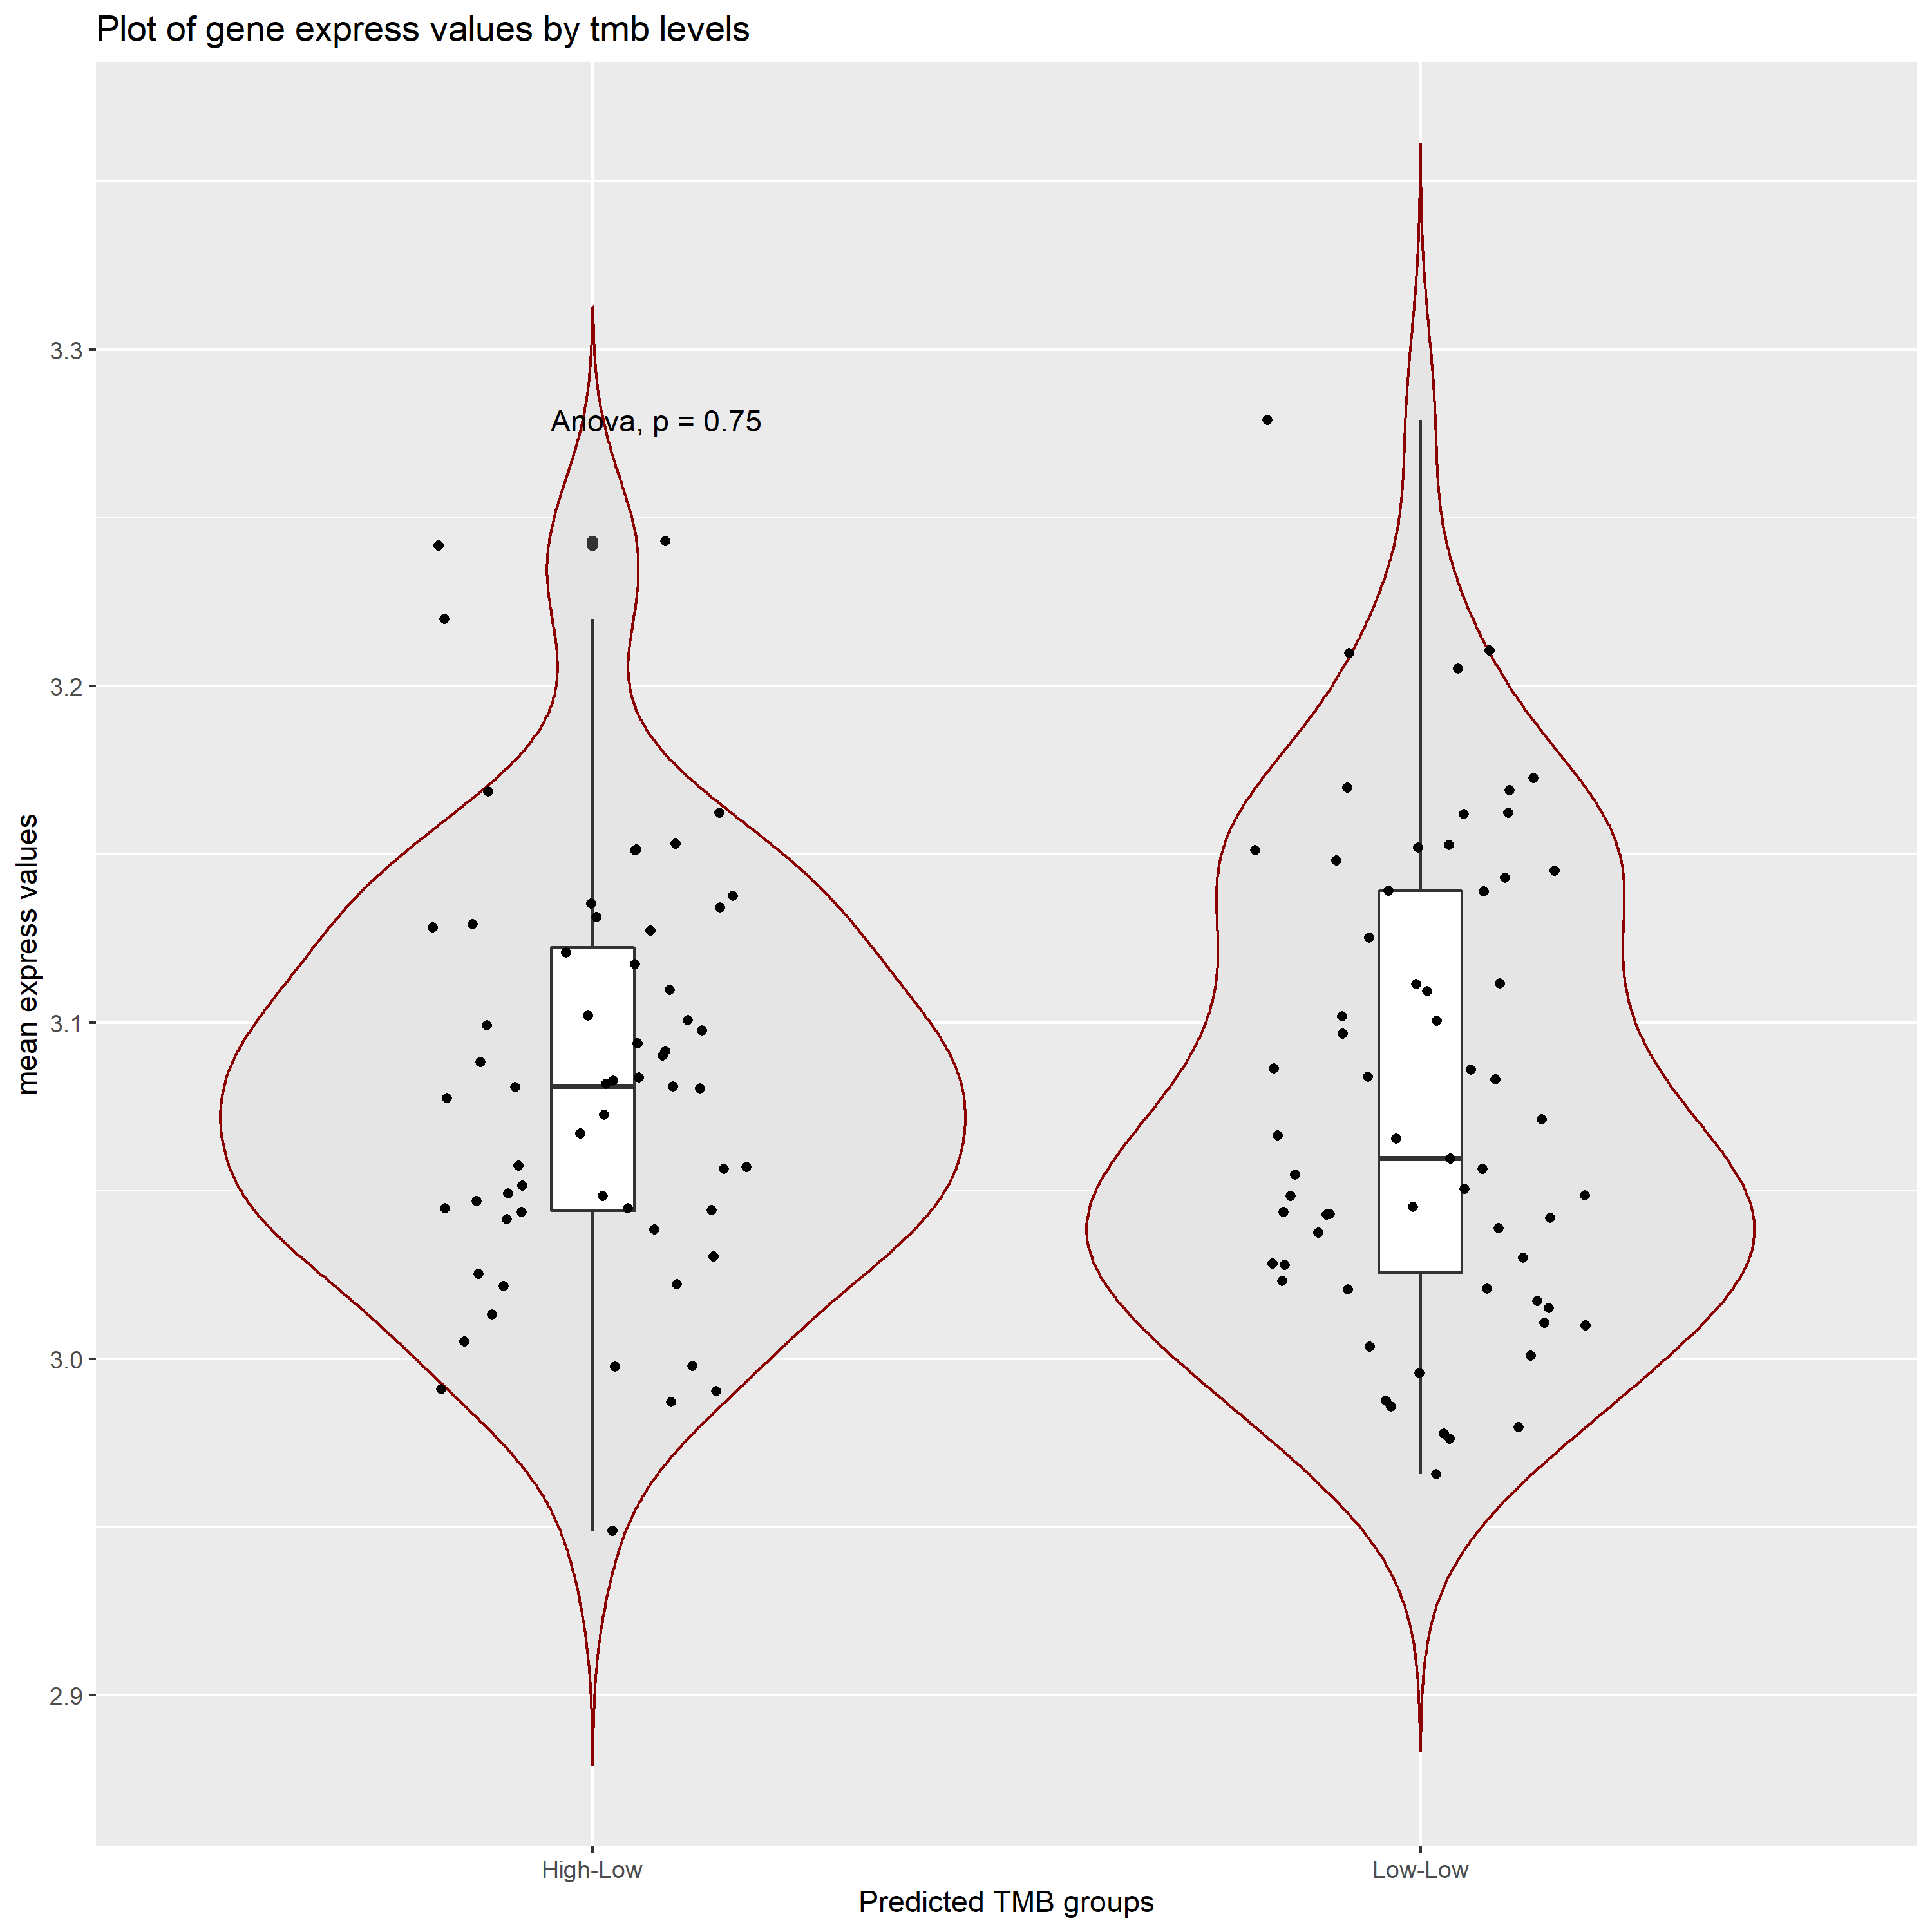 Plot of gene express values by tmb levels
Anova, p = 0.75
mean express values
3.3
3.2
3.1
3.0
2.9
High-Low
Low-Low
Predicted TMB groups